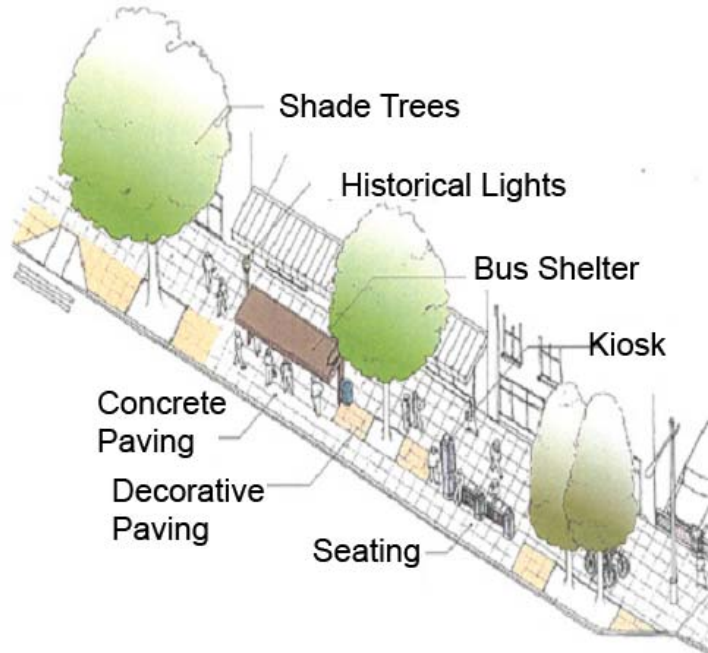 Shade Trees
Historical Lights
Bus Shelter
Kiosk
Concrete
Paving
Decorative
Paving
Seating